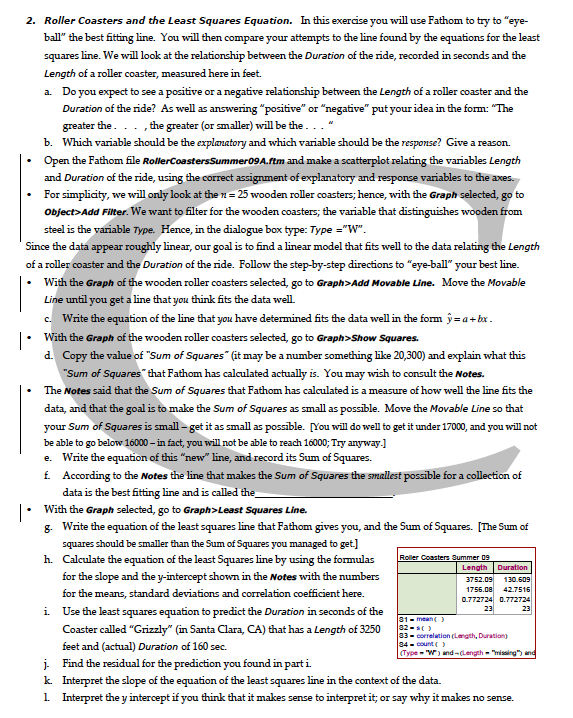 2. Roller Coasters and the Least Squares Equation. In this exercise you will use Fathom to try to "eye-
ball" the best fitting line. You will then compare your attempts to the line found by the equations for the least
squares line. We will look at the relationship between the Duration of the ride, recorded in seconds and the
Length of a roller coaster, measured here in feet.
a. Do you expect to see a positive or a negative relationship between the Length of a roller coaster and the
Duration of the ride? As well as answering "positive" or "negative" put your idea in the form: "The
greater the . . . , the greater (or smaller) will be the . . . "
b. Which variable should be the explanatory and which variable should be the response? Give a reason.
• Open the Fathom file RollerCoastersSummer09A.ftm and make a scatterplot relating the variables Length
and Duration of the ride, using the correct assignment of explanatory and response variables to the axes.
• For simplicity, we will only look at the n = 25 wooden roller coasters; hence, with the Graph selected, go to
Object>Add Filter. We want to filter for the wooden coasters; the variable that distinguishes wooden from
steel is the variable Type. Hence, in the dialogue box type: Type ="W".
Since the data appear roughly linear, our goal is to find a linear model that fits well to the data relating the Length
of a roller coaster and the Duration of the ride. Follow the step-by-step directions to "eye-ball" your best line.
• With the Graph of the wooden roller coasters selected, go to Graph>Add Movable Line. Move the Movable
Line until you get a line that you think fits the data well.
c. Write the equation of the line that you have determined fits the data well in the form ŷ = a + bx .
• With the Graph of the wooden roller coasters selected, go to Graph>Show Squares.
d. Copy the value of "Sum of Squares" (it may be a number something like 20,300) and explain what this
"Sum of Squares" that Fathom has calculated actually is. You may wish to consult the Notes.
• The Notes said that the Sum of Squares that Fathom has calculated is a measure of how well the line fits the
data, and that the goal is to make the Sum of Squares as small as possible. Move the Movable Line so that
your Sum of Squares is small – get it as small as possible. [You will do well to get it under 17000, and you will not
be able to go below 16000 – in fact, you will not be able to reach 16000; Try anyway.]
e. Write the equation of this "new" line, and record its Sum of Squares.
f. According to the Notes the line that makes the Sum of Squares the smallest possible for a collection of
data is the best fitting line and is called the ____________________.
• With the Graph selected, go to Graph>Least Squares Line.
g. Write the equation of the least squares line that Fathom gives you, and the Sum of Squares. [The Sum of
squares should be smaller than the Sum of Squares you managed to get.]
h. Calculate the equation of the least Squares line by using the formulas
for the slope and the y-intercept shown in the Notes with the numbers
for the means, standard deviations and correlation coefficient here.
i. Use the least squares equation to predict the Duration in seconds of the
Coaster called "Grizzly" (in Santa Clara, CA) that has a Length of 3250
feet and (actual) Duration of 160 sec.
j. Find the residual for the prediction you found in part i.
k. Interpret the slope of the equation of the least squares line in the context of the data.
l. Interpret the y intercept if you think that it makes sense to interpret it; or say why it makes no sense.
Roller Coasters Summer 09
Length Duration
3752.09 130.609
1756.08 42.7516
0.772724 0.772724
23 23
S1 = mean ( )
S2 = s ( )
S3 = correlation (Length, Duration)
S4 = count ( )
(Type = "W") and ¬(Length = "missing") and